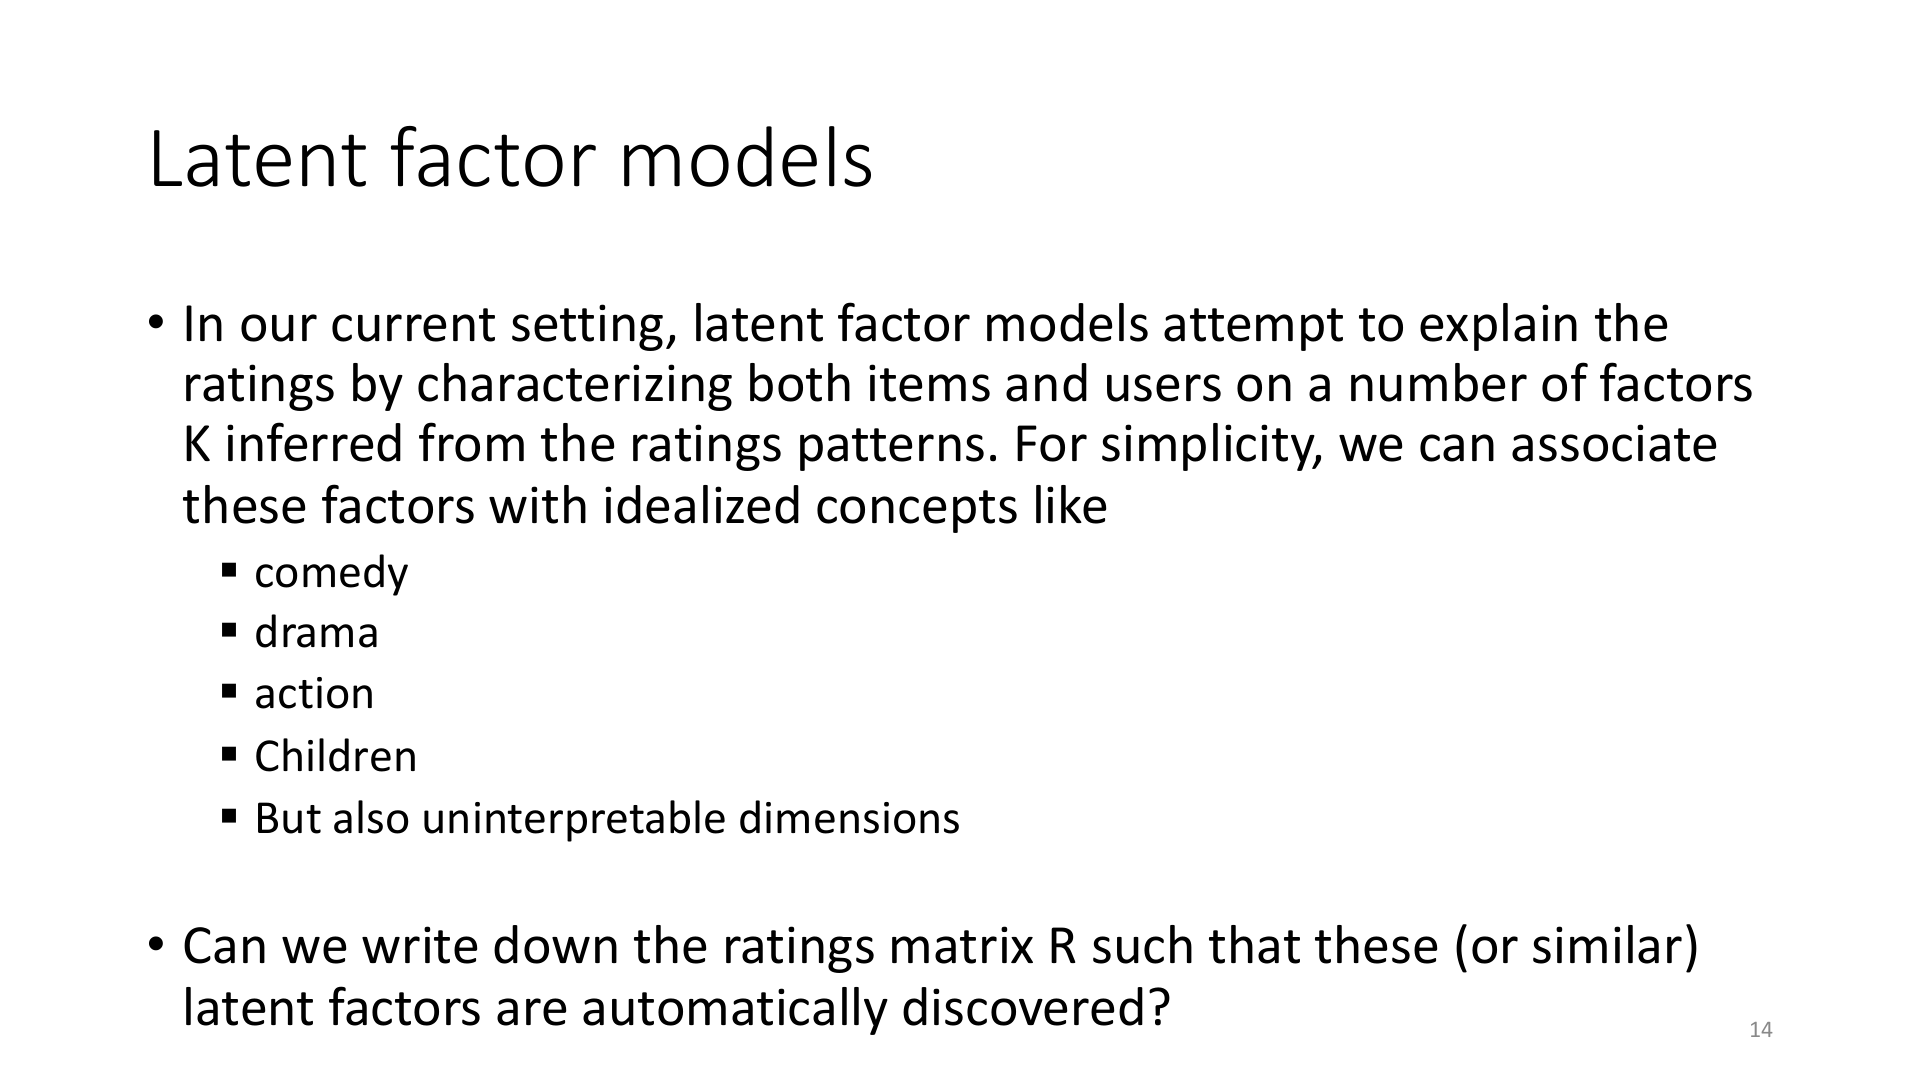 Latent factor models
• In our current setting, latent factor models attempt to explain the
ratings by characterizing both items and users on a number of factors
K inferred from the ratings patterns. For simplicity, we can associate
these factors with idealized concepts like
▪ comedy
▪ drama
▪ action
▪ Children
▪ But also uninterpretable dimensions
• Can we write down the ratings matrix R such that these (or similar)
latent factors are automatically discovered?
14